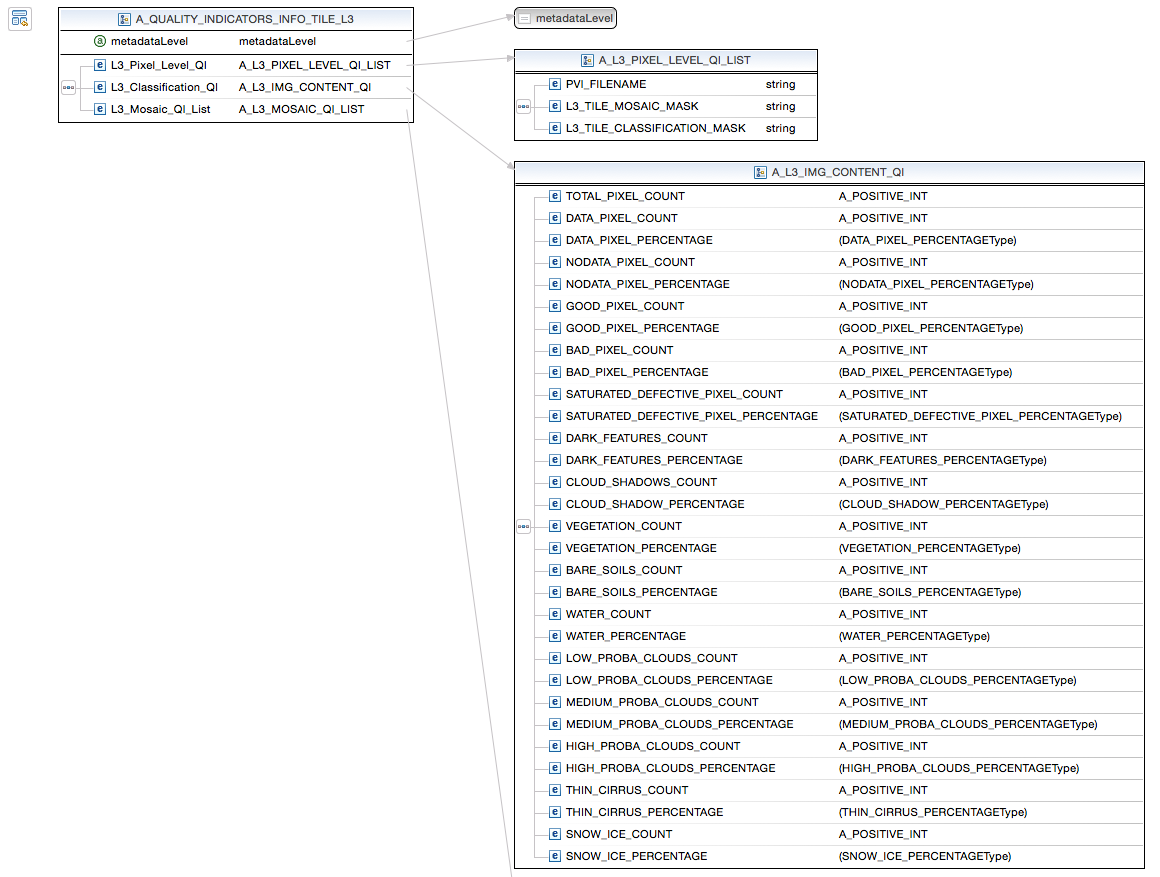 A_QUALITY_INDICATORS_INFO_TILE_L3
a metadataLevel metadataLevel
e L3_Pixel_Level_QI A_L3_PIXEL_LEVEL_QI_LIST
e L3_Classification_QI A_L3_IMG_CONTENT_QI
e L3_Mosaic_QI_List A_L3_MOSAIC_QI_LIST
metadataLevel
A_L3_PIXEL_LEVEL_QI_LIST
e PVI_FILENAME string
e L3_TILE_MOSAIC_MASK string
e L3_TILE_CLASSIFICATION_MASK string
A_L3_IMG_CONTENT_QI
e TOTAL_PIXEL_COUNT A_POSITIVE_INT
e DATA_PIXEL_COUNT A_POSITIVE_INT
e DATA_PIXEL_PERCENTAGE (DATA_PIXEL_PERCENTAGEType)
e NODATA_PIXEL_COUNT A_POSITIVE_INT
e NODATA_PIXEL_PERCENTAGE (NODATA_PIXEL_PERCENTAGEType)
e GOOD_PIXEL_COUNT A_POSITIVE_INT
e GOOD_PIXEL_PERCENTAGE (GOOD_PIXEL_PERCENTAGEType)
e BAD_PIXEL_COUNT A_POSITIVE_INT
e BAD_PIXEL_PERCENTAGE (BAD_PIXEL_PERCENTAGEType)
e SATURATED_DEFECTIVE_PIXEL_COUNT A_POSITIVE_INT
e SATURATED_DEFECTIVE_PIXEL_PERCENTAGE (SATURATED_DEFECTIVE_PIXEL_PERCENTAGEType)
e DARK_FEATURES_COUNT A_POSITIVE_INT
e DARK_FEATURES_PERCENTAGE (DARK_FEATURES_PERCENTAGEType)
e CLOUD_SHADOWS_COUNT A_POSITIVE_INT
e CLOUD_SHADOW_PERCENTAGE (CLOUD_SHADOW_PERCENTAGEType)
e VEGETATION_COUNT A_POSITIVE_INT
e VEGETATION_PERCENTAGE (VEGETATION_PERCENTAGEType)
e BARE_SOILS_COUNT A_POSITIVE_INT
e BARE_SOILS_PERCENTAGE (BARE_SOILS_PERCENTAGEType)
e WATER_COUNT A_POSITIVE_INT
e WATER_PERCENTAGE (WATER_PERCENTAGEType)
e LOW_PROBA_CLOUDS_COUNT A_POSITIVE_INT
e LOW_PROBA_CLOUDS_PERCENTAGE (LOW_PROBA_CLOUDS_PERCENTAGEType)
e MEDIUM_PROBA_CLOUDS_COUNT A_POSITIVE_INT
e MEDIUM_PROBA_CLOUDS_PERCENTAGE (MEDIUM_PROBA_CLOUDS_PERCENTAGEType)
e HIGH_PROBA_CLOUDS_COUNT A_POSITIVE_INT
e HIGH_PROBA_CLOUDS_PERCENTAGE (HIGH_PROBA_CLOUDS_PERCENTAGEType)
e THIN_CIRRUS_COUNT A_POSITIVE_INT
e THIN_CIRRUS_PERCENTAGE (THIN_CIRRUS_PERCENTAGEType)
e SNOW_ICE_COUNT A_POSITIVE_INT
e SNOW_ICE_PERCENTAGE (SNOW_ICE_PERCENTAGEType)